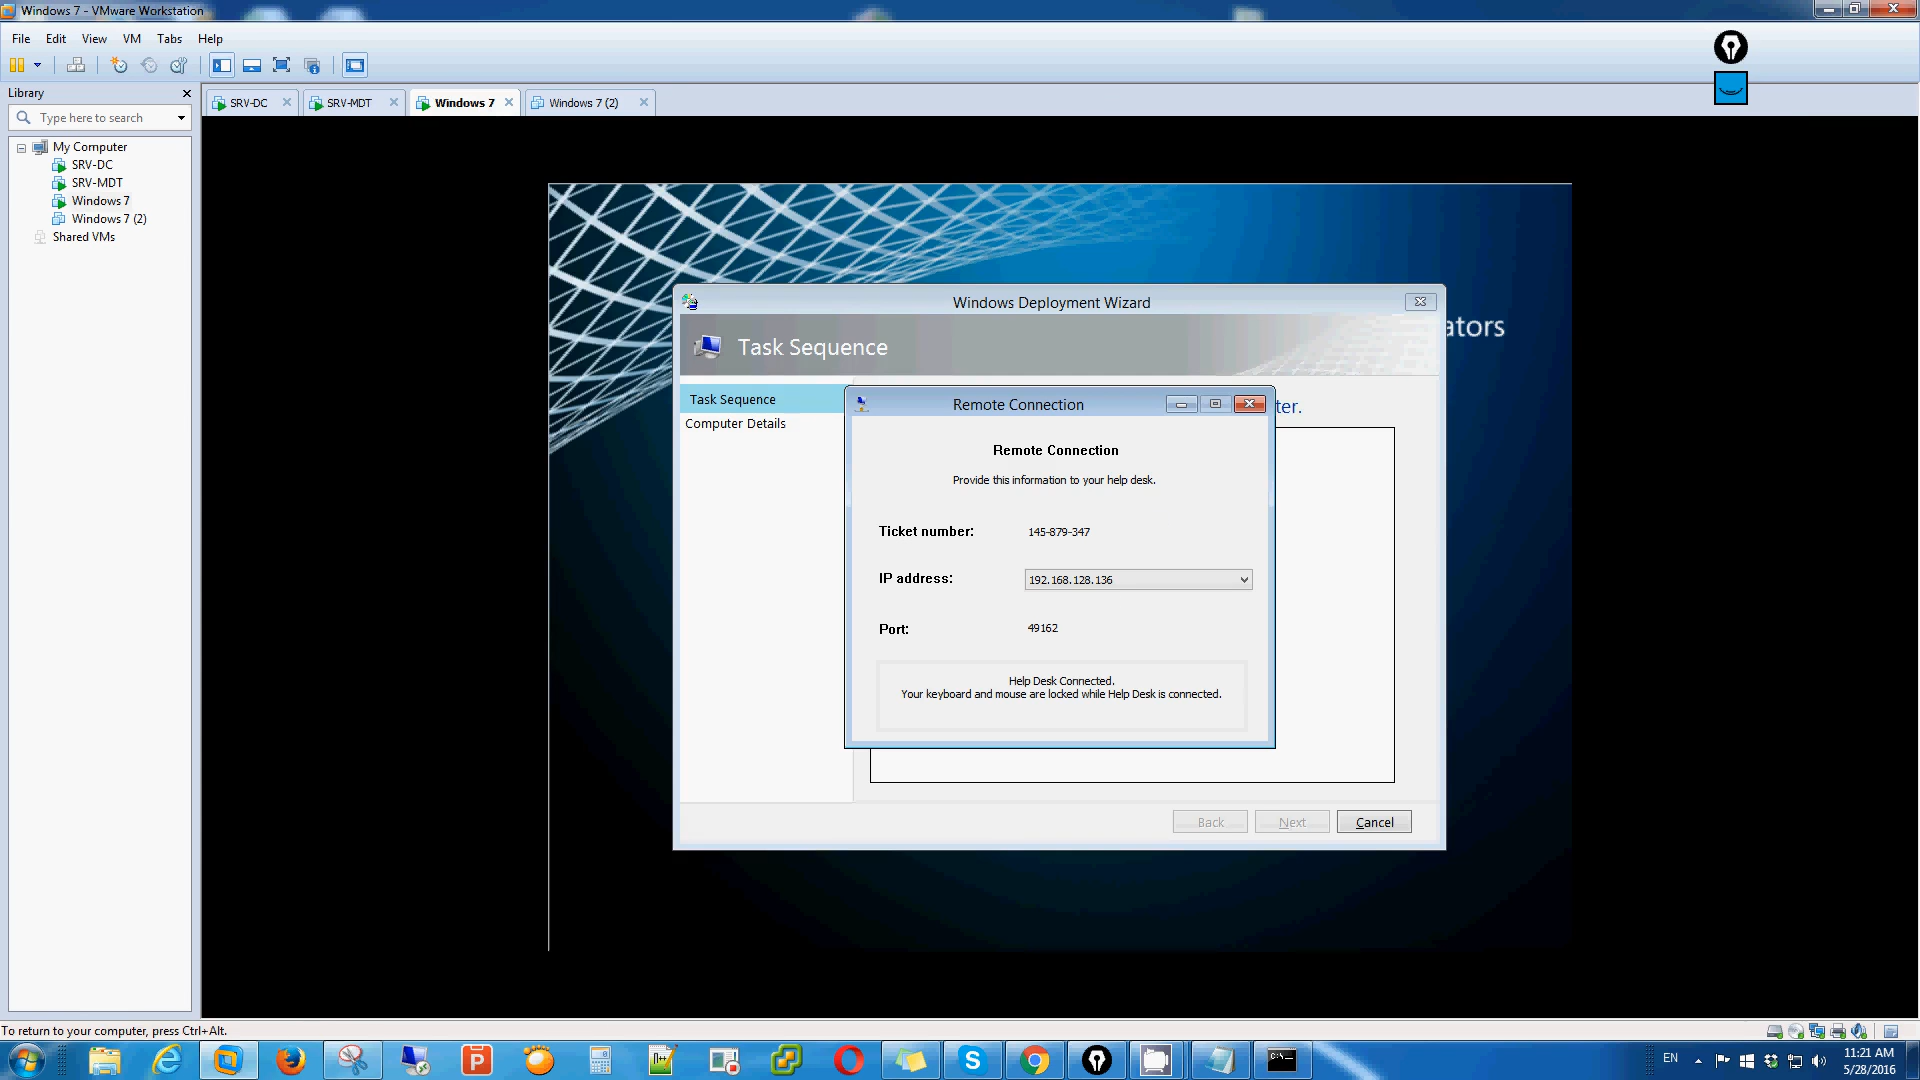 Windows 7 - VMware Workstation
File Edit View VM Tabs Help
Library
Type here to search
My Computer
SRV-DC
SRV-MDT
Windows 7
Windows 7 (2)
Shared VMs
SRV-DC
SRV-MDT
Windows 7
Windows 7 (2)
ators
Windows Deployment Wizard
Task Sequence
Task Sequence
Computer Details
ter.
Remote Connection
Remote Connection
Provide this information to your help desk.
Ticket number: 145-879-347
IP address: 192.168.128.136
Port: 49162
Help Desk Connected.
Your keyboard and mouse are locked while Help Desk is connected.
Back Next Cancel
To return to your computer, press Ctrl+Alt.
EN
11:21 AM
5/28/2016